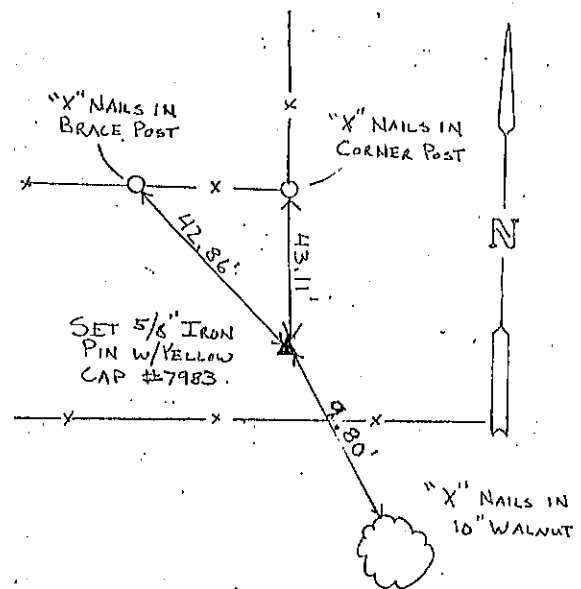 "X" NAILS IN
BRACE POST
"X" NAILS IN
CORNER POST
42.86'
43.11'
N
SET 5/8" IRON
PIN W/YELLOW
CAP #7983.
9.80'
"X" NAILS IN
10" WALNUT